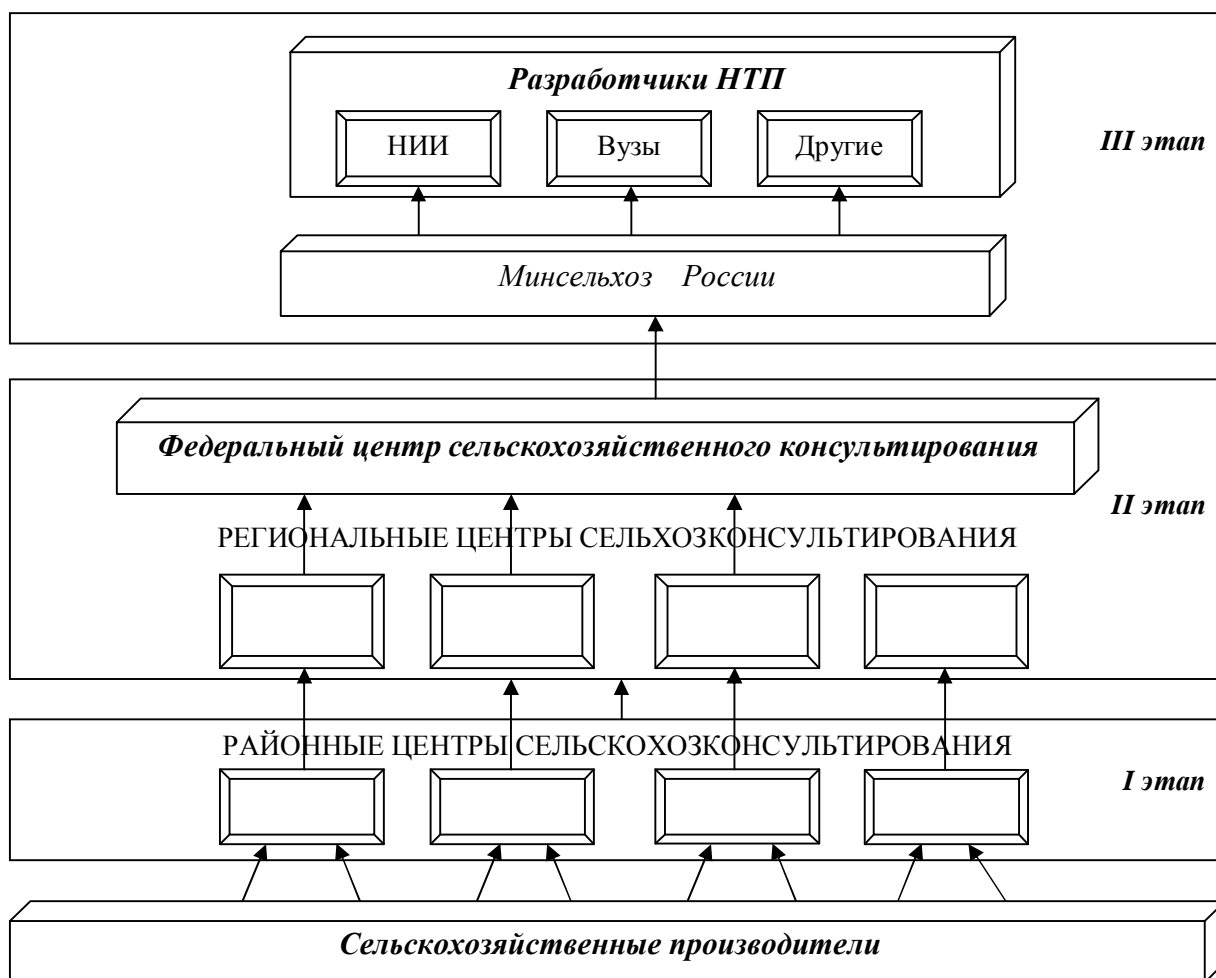 Разработчики НТП
НИИ
Вузы
Другие
III этап
Минсельхоз России
Федеральный центр сельскохозяйственного консультирования
II этап
РЕГИОНАЛЬНЫЕ ЦЕНТРЫ СЕЛЬХОЗКОНСУЛЬТИРОВАНИЯ
РАЙОННЫЕ ЦЕНТРЫ СЕЛЬСКОХОЗКОНСУЛЬТИРОВАНИЯ
I этап
Сельскохозяйственные производители